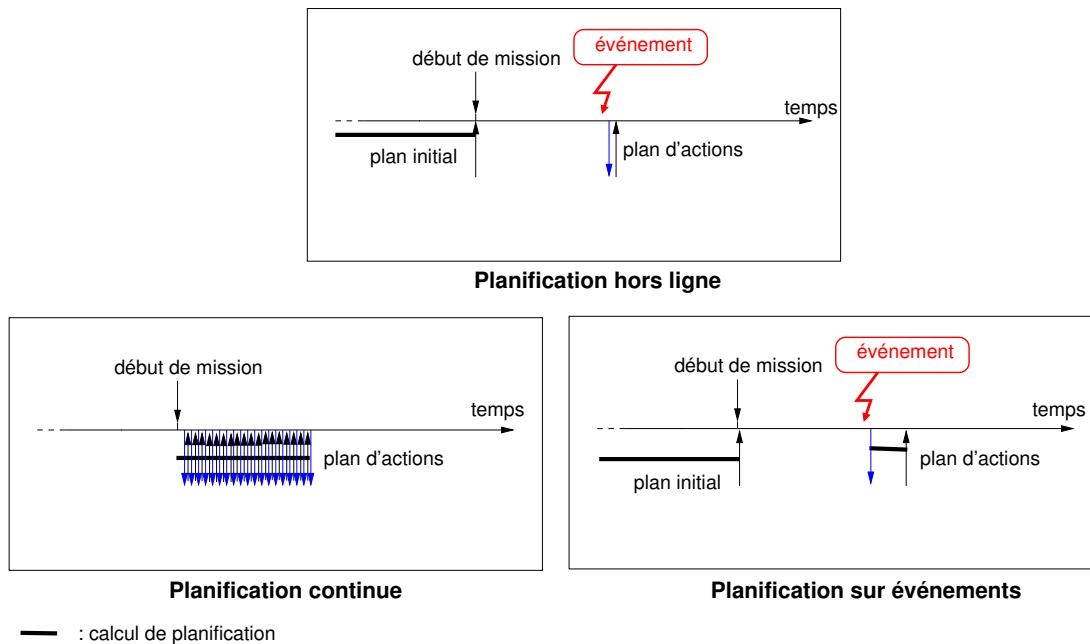 événement
début de mission
temps
plan initial
plan d'actions
Planification hors ligne
début de mission
temps
plan d'actions
Planification continue
événement
début de mission
temps
plan initial
plan d'actions
Planification sur événements
: calcul de planification